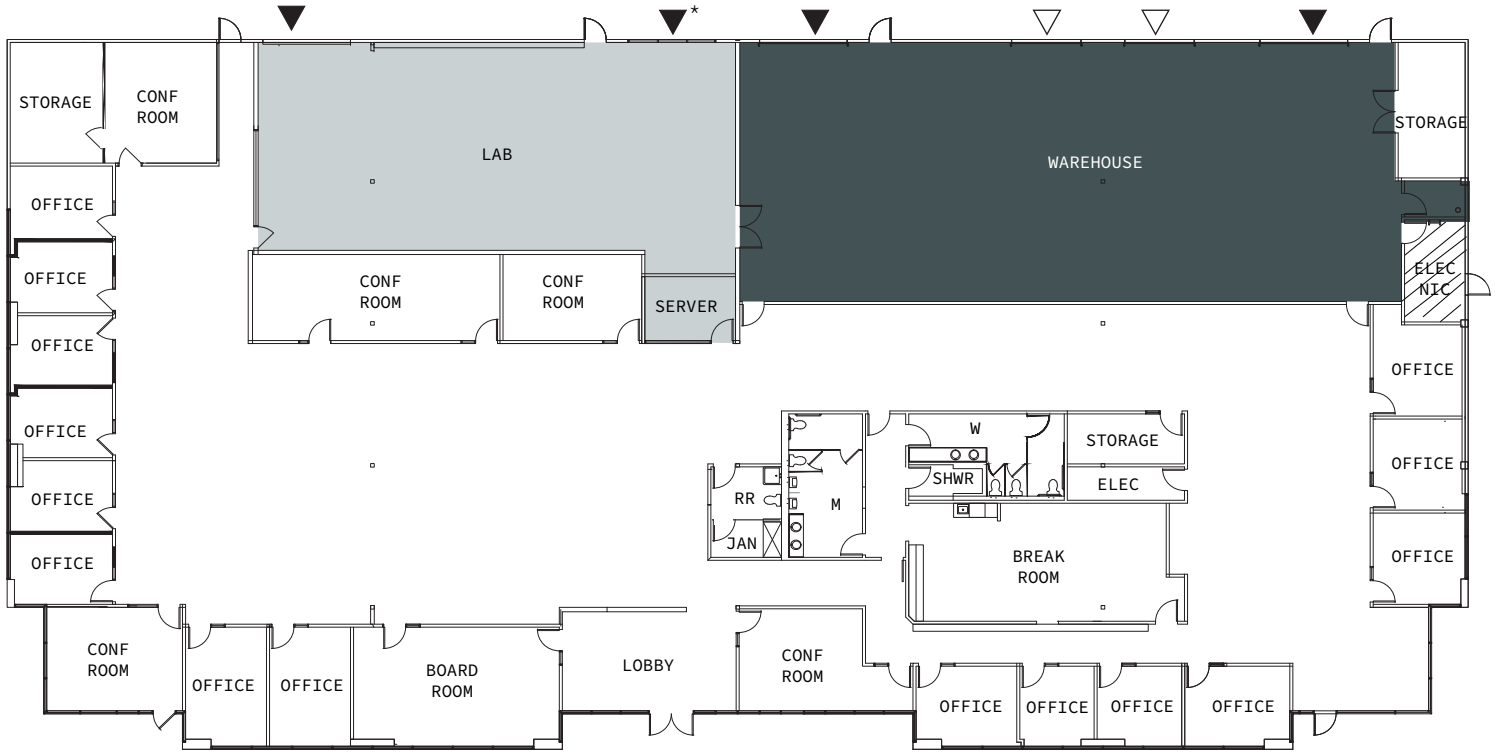 *
STORAGE
CONF
ROOM
LAB
WAREHOUSE
STORAGE
OFFICE
OFFICE
CONF
ROOM
CONF
ROOM
SERVER
ELEC
NIC
OFFICE
OFFICE
OFFICE
OFFICE
W
STORAGE
OFFICE
OFFICE
RR
M
SHWR
ELEC
JAN
OFFICE
BREAK
ROOM
OFFICE
CONF
ROOM
OFFICE
OFFICE
BOARD
ROOM
LOBBY
CONF
ROOM
OFFICE
OFFICE
OFFICE
OFFICE